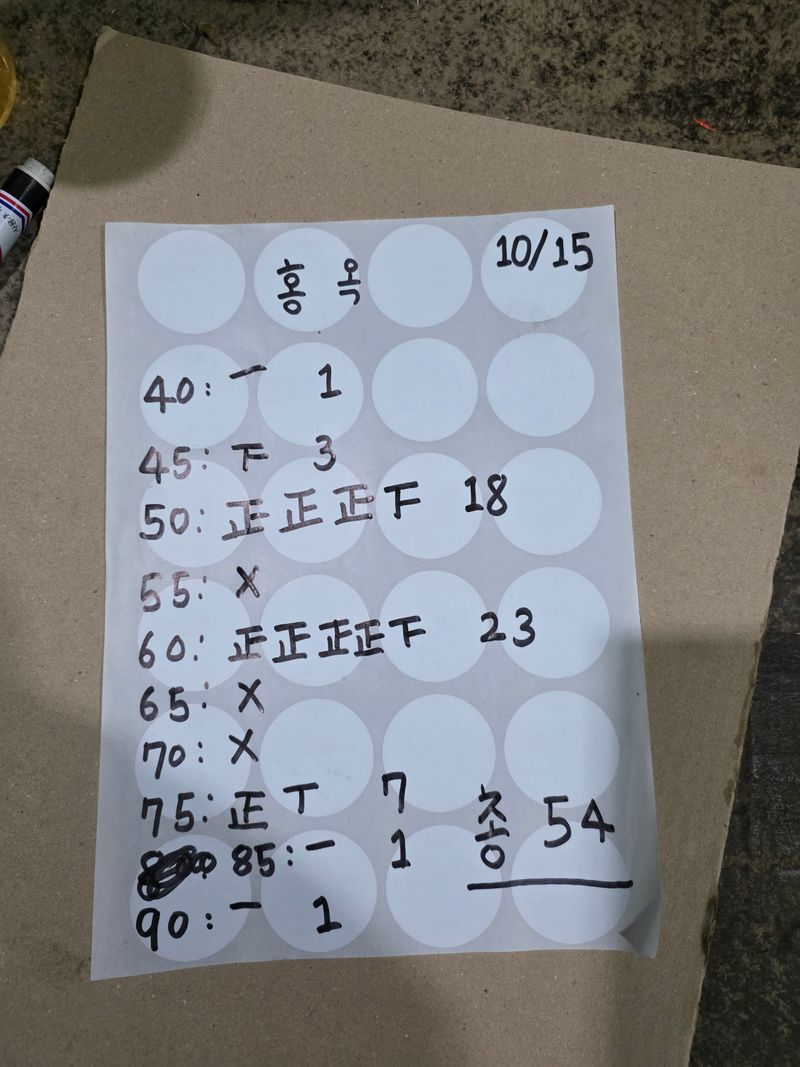 홍옥 10/15
40: 一 1
45: 下 3
50: 正 正 正 下 18
55: X
60: 正 正 正 正 下 23
65: X
70: X
75: 正 丅 7
85: 一 1
총 54
90: 一 1